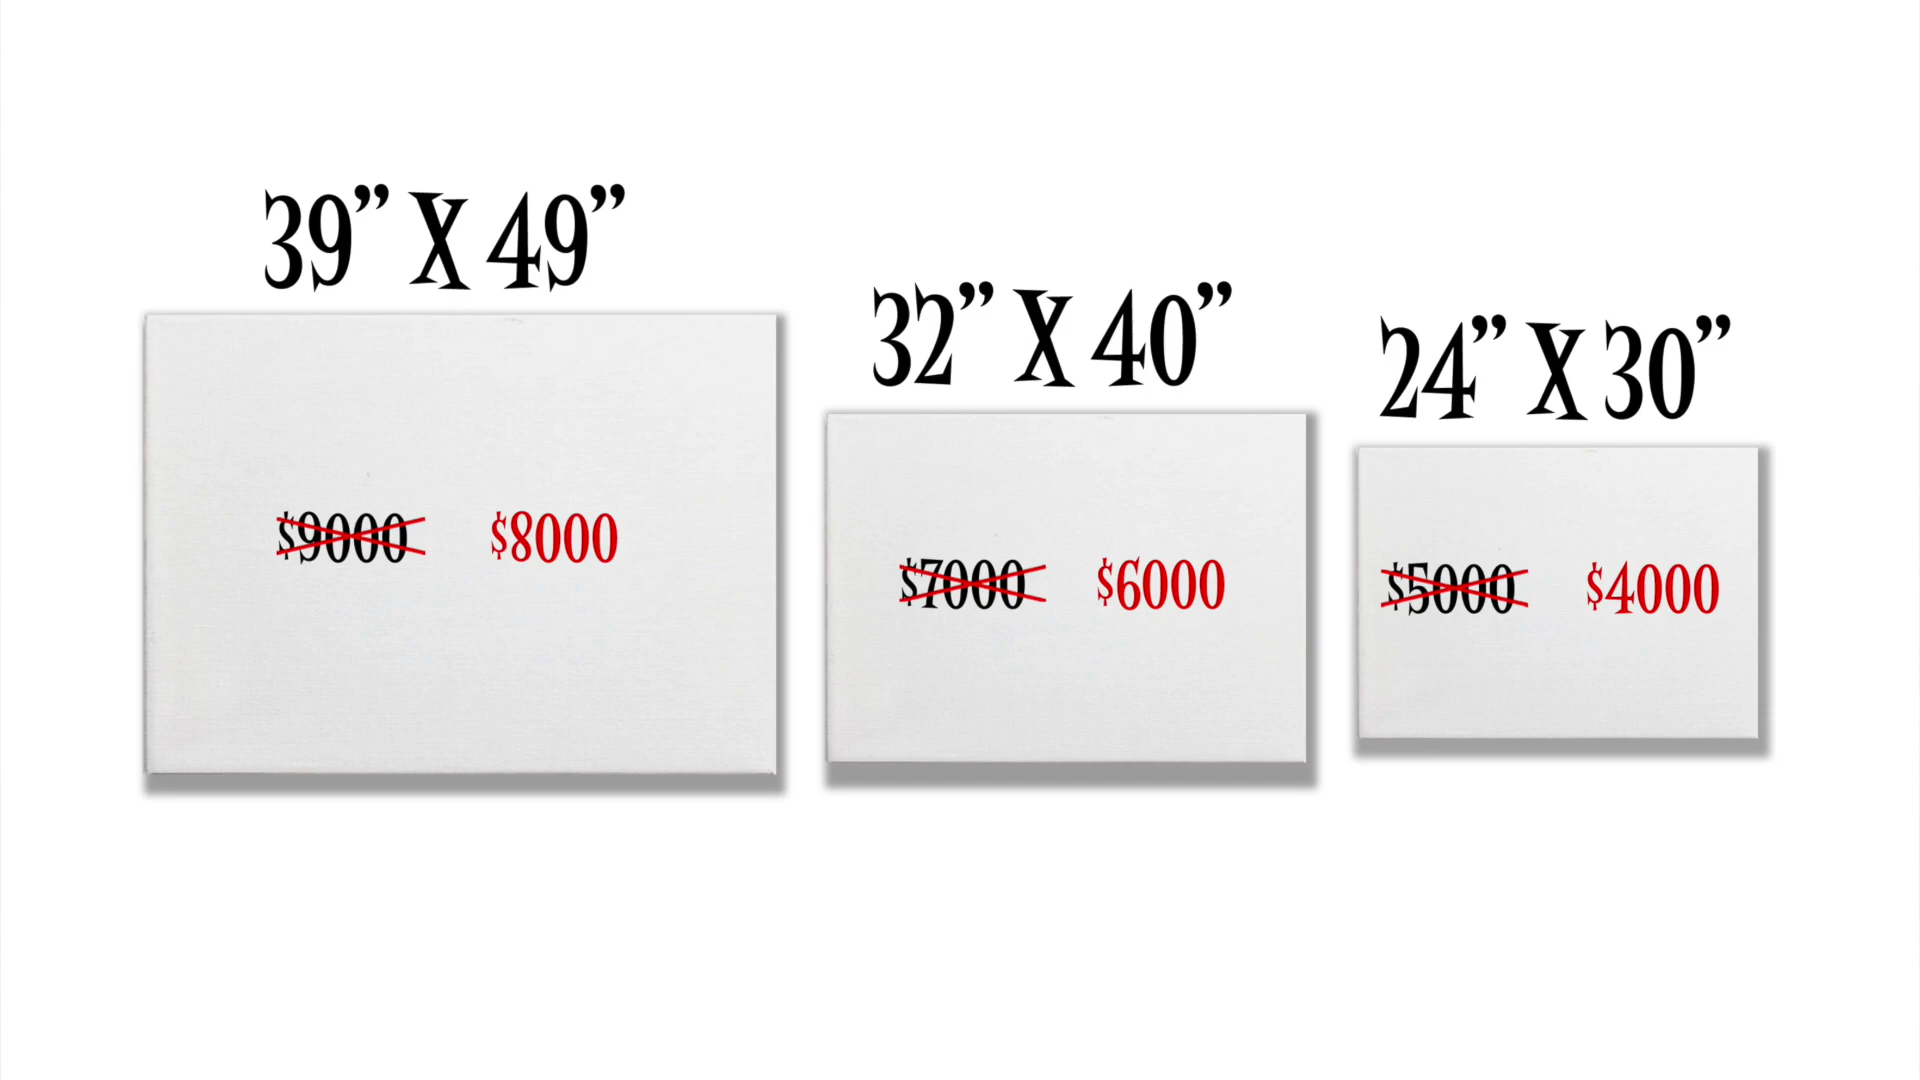 39” X 49”
$9000 $8000
32” X 40”
$7000 $6000
24” X 30”
$5000 $4000